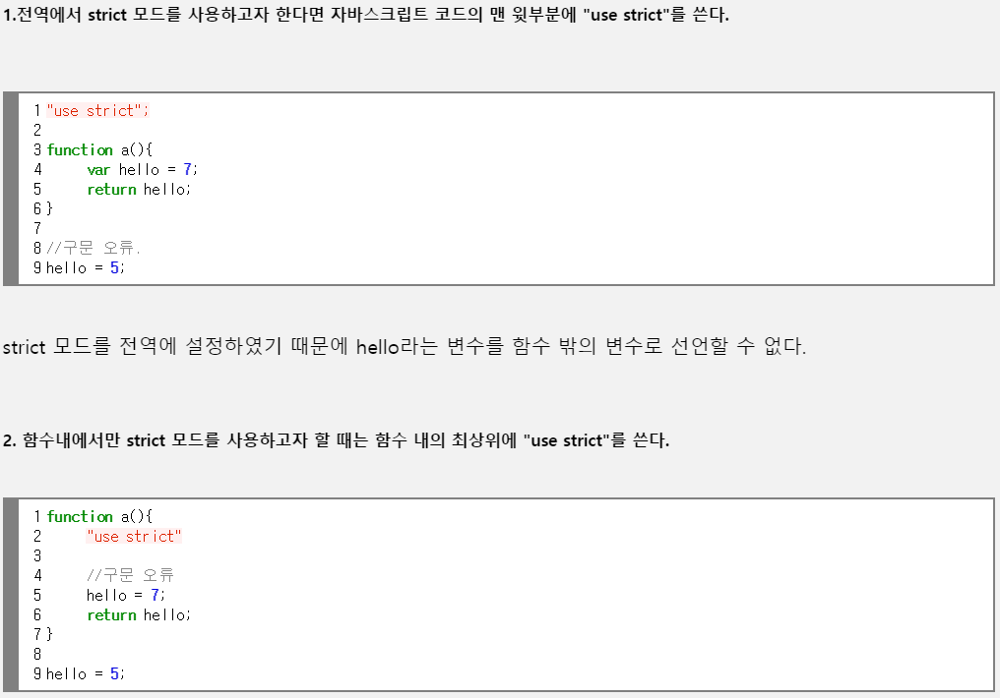 1.전역에서 strict 모드를 사용하고자 한다면 자바스크립트 코드의 맨 윗부분에 "use strict"를 쓴다.
1 "use strict";
2
3 function a(){
4     var hello = 7;
5     return hello;
6 }
7
8 //구문 오류.
9 hello = 5;
strict 모드를 전역에 설정하였기 때문에 hello라는 변수를 함수 밖의 변수로 선언할 수 없다.
2. 함수내에서만 strict 모드를 사용하고자 할 때는 함수 내의 최상위에 "use strict"를 쓴다.
1 function a(){
2     "use strict"
3
4     //구문 오류
5     hello = 7;
6     return hello;
7 }
8
9 hello = 5;